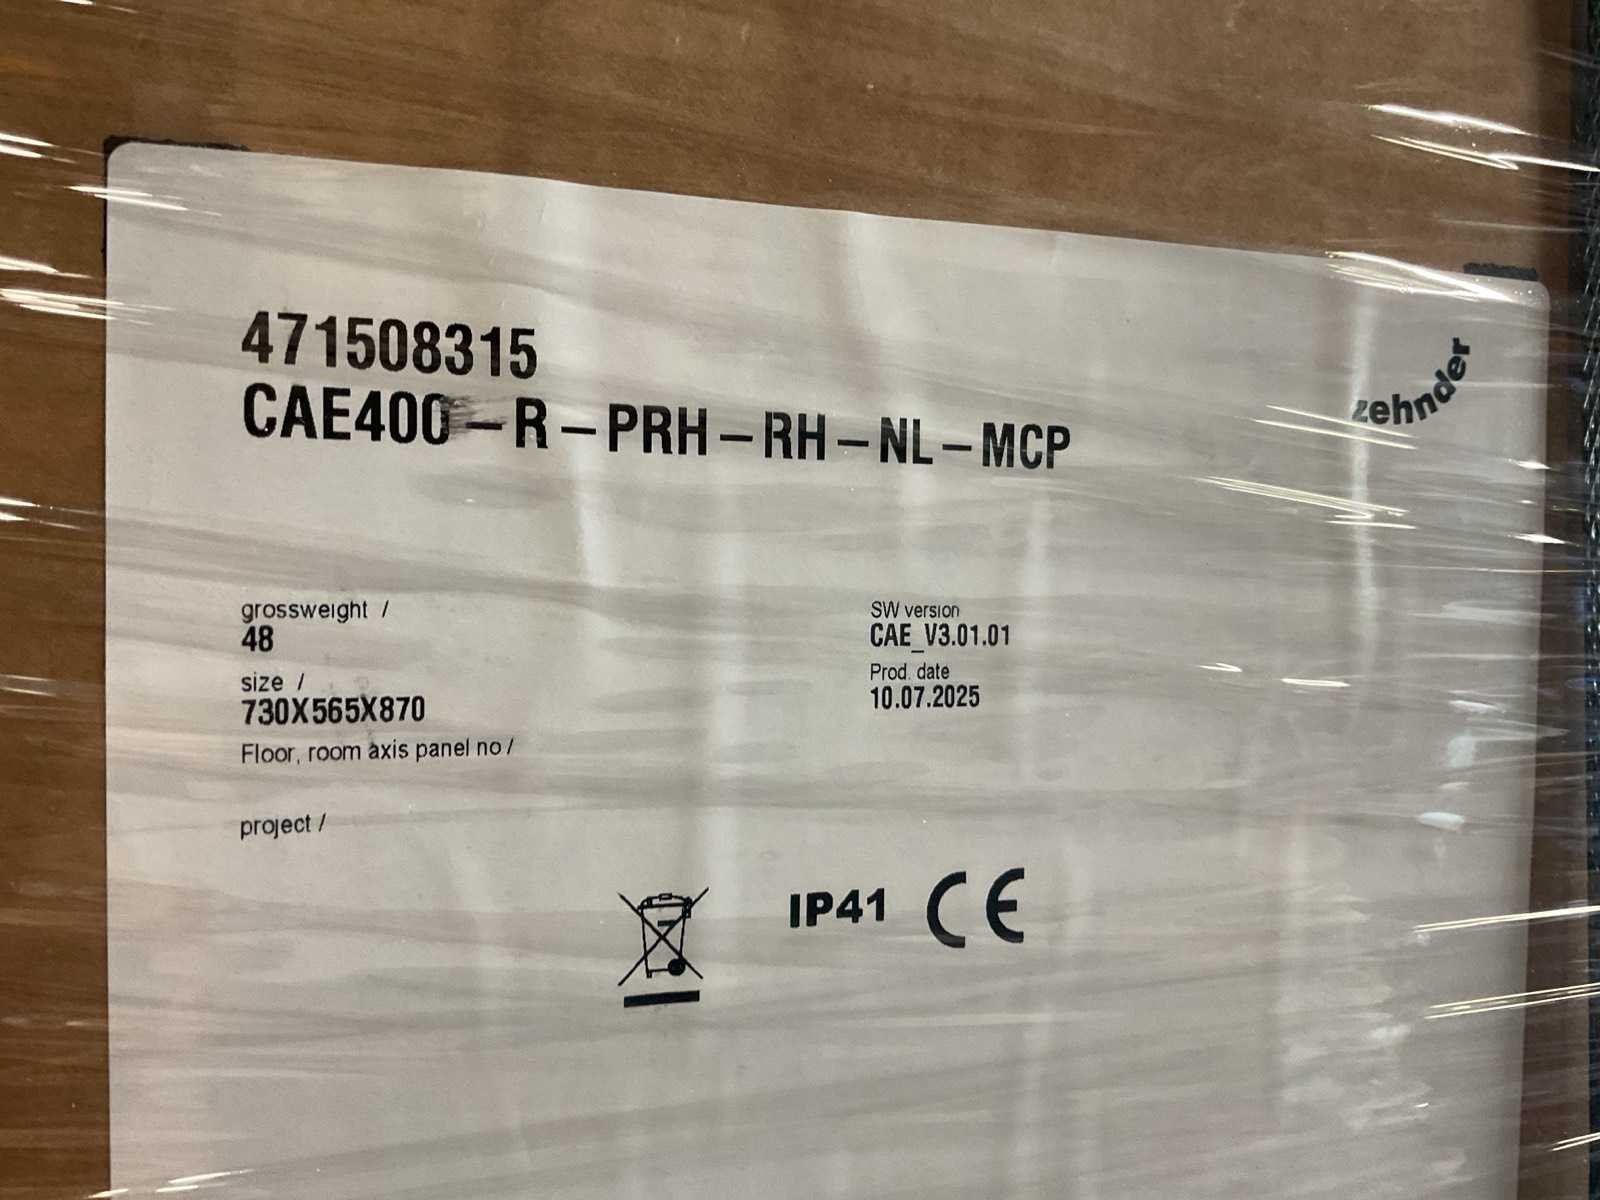 471508315
CAE400-R-PRH-RH-NL-MCP
zehnder
grossweight /
48
size /
730X565X870
Floor, room axis panel no /
project /
SW version
CAE_V3.01.01
Prod. date
10.07.2025
IP41 CE